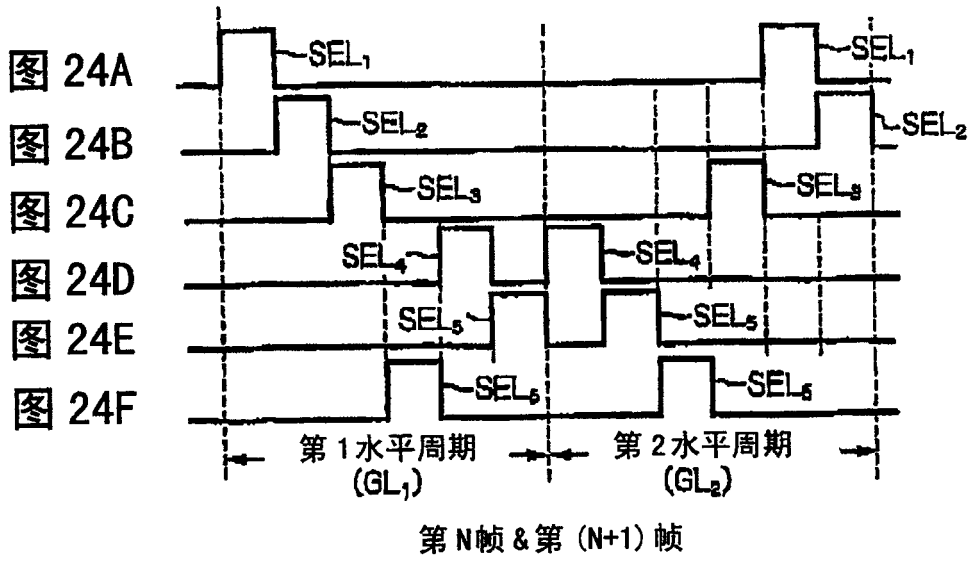 图 24A SEL₁ SEL₁
图 24B SEL₂ SEL₂
图 24C SEL₃ SEL₃
图 24D SEL₄ SEL₄
图 24E SEL₅ SEL₅
图 24F SEL₅ SEL₆
第1水平周期 第2水平周期
(GL₁) (GL₂)
第N帧&第(N+1)帧